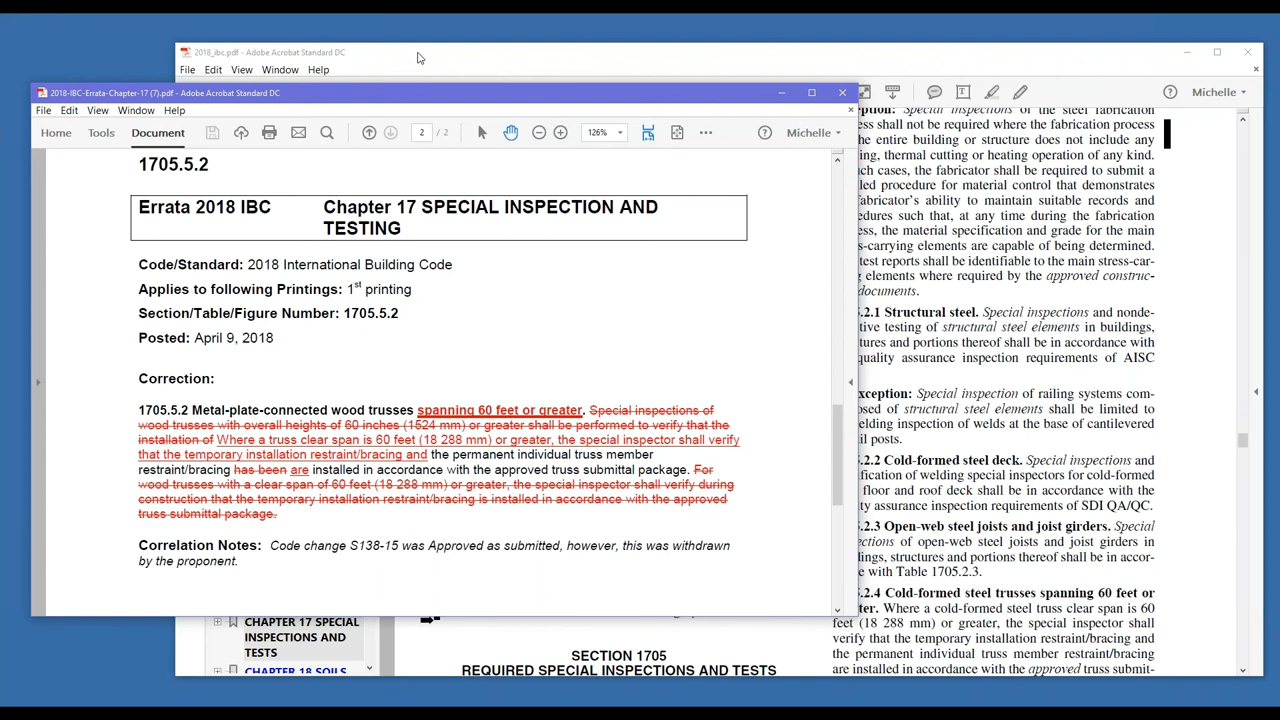 2018_ibc.pdf - Adobe Acrobat Standard DC
File Edit View Window Help
2018-IBC-Errata-Chapter-17 (7).pdf - Adobe Acrobat Standard DC
File Edit View Window Help
Home Tools Document 2 / 2 126% Michelle
Michelle
1705.5.2
Errata 2018 IBC Chapter 17 SPECIAL INSPECTION AND
TESTING
Code/Standard: 2018 International Building Code
Applies to following Printings: 1st printing
Section/Table/Figure Number: 1705.5.2
Posted: April 9, 2018
Correction:
1705.5.2 Metal-plate-connected wood trusses spanning 60 feet or greater. Special inspections of
wood trusses with overall heights of 60 inches (1524 mm) or greater shall be performed to verify that the
installation of Where a truss clear span is 60 feet (18 288 mm) or greater, the special inspector shall verify
that the temporary installation restraint/bracing and the permanent individual truss member
restraint/bracing has been are installed in accordance with the approved truss submittal package. For
wood trusses with a clear span of 60 feet (18 288 mm) or greater, the special inspector shall verify during
construction that the temporary installation restraint/bracing is installed in accordance with the approved
truss submittal package.
Correlation Notes: Code change S138-15 was Approved as submitted, however, this was withdrawn
by the proponent.
ception: Special inspections of the steel fabrication
ess shall not be required where the fabrication process
he entire building or structure does not include any
ing, thermal cutting or heating operation of any kind.
ch cases, the fabricator shall be required to submit a
led procedure for material control that demonstrates
fabricator's ability to maintain suitable records and
edures such that, at any time during the fabrication
ess, the material specification and grade for the main
s-carrying elements are capable of being determined.
test reports shall be identifiable to the main stress-car-
g elements where required by the approved construc-
documents.
.2.1 Structural steel. Special inspections and nonde-
tive testing of structural steel elements in buildings,
tures and portions thereof shall be in accordance with
quality assurance inspection requirements of AISC
xception: Special inspection of railing systems com-
osed of structural steel elements shall be limited to
elding inspection of welds at the base of cantilevered
il posts.
.2.2 Cold-formed steel deck. Special inspections and
ification of welding special inspectors for cold-formed
floor and roof deck shall be in accordance with the
ty assurance inspection requirements of SDI QA/QC.
.2.3 Open-web steel joists and joist girders. Special
ections of open-web steel joists and joist girders in
dings, structures and portions thereof shall be in accor-
e with Table 1705.2.3.
.2.4 Cold-formed steel trusses spanning 60 feet or
ter. Where a cold-formed steel truss clear span is 60
feet (18 288 mm) or greater, the special inspector shall
verify that the temporary installation restraint/bracing and
the permanent individual truss member restraint/bracing
are installed in accordance with the approved truss submit-
CHAPTER 17 SPECIAL
INSPECTIONS AND
TESTS
CHAPTER 18 SOILS
SECTION 1705
REQUIRED SPECIAL INSPECTIONS AND TESTS